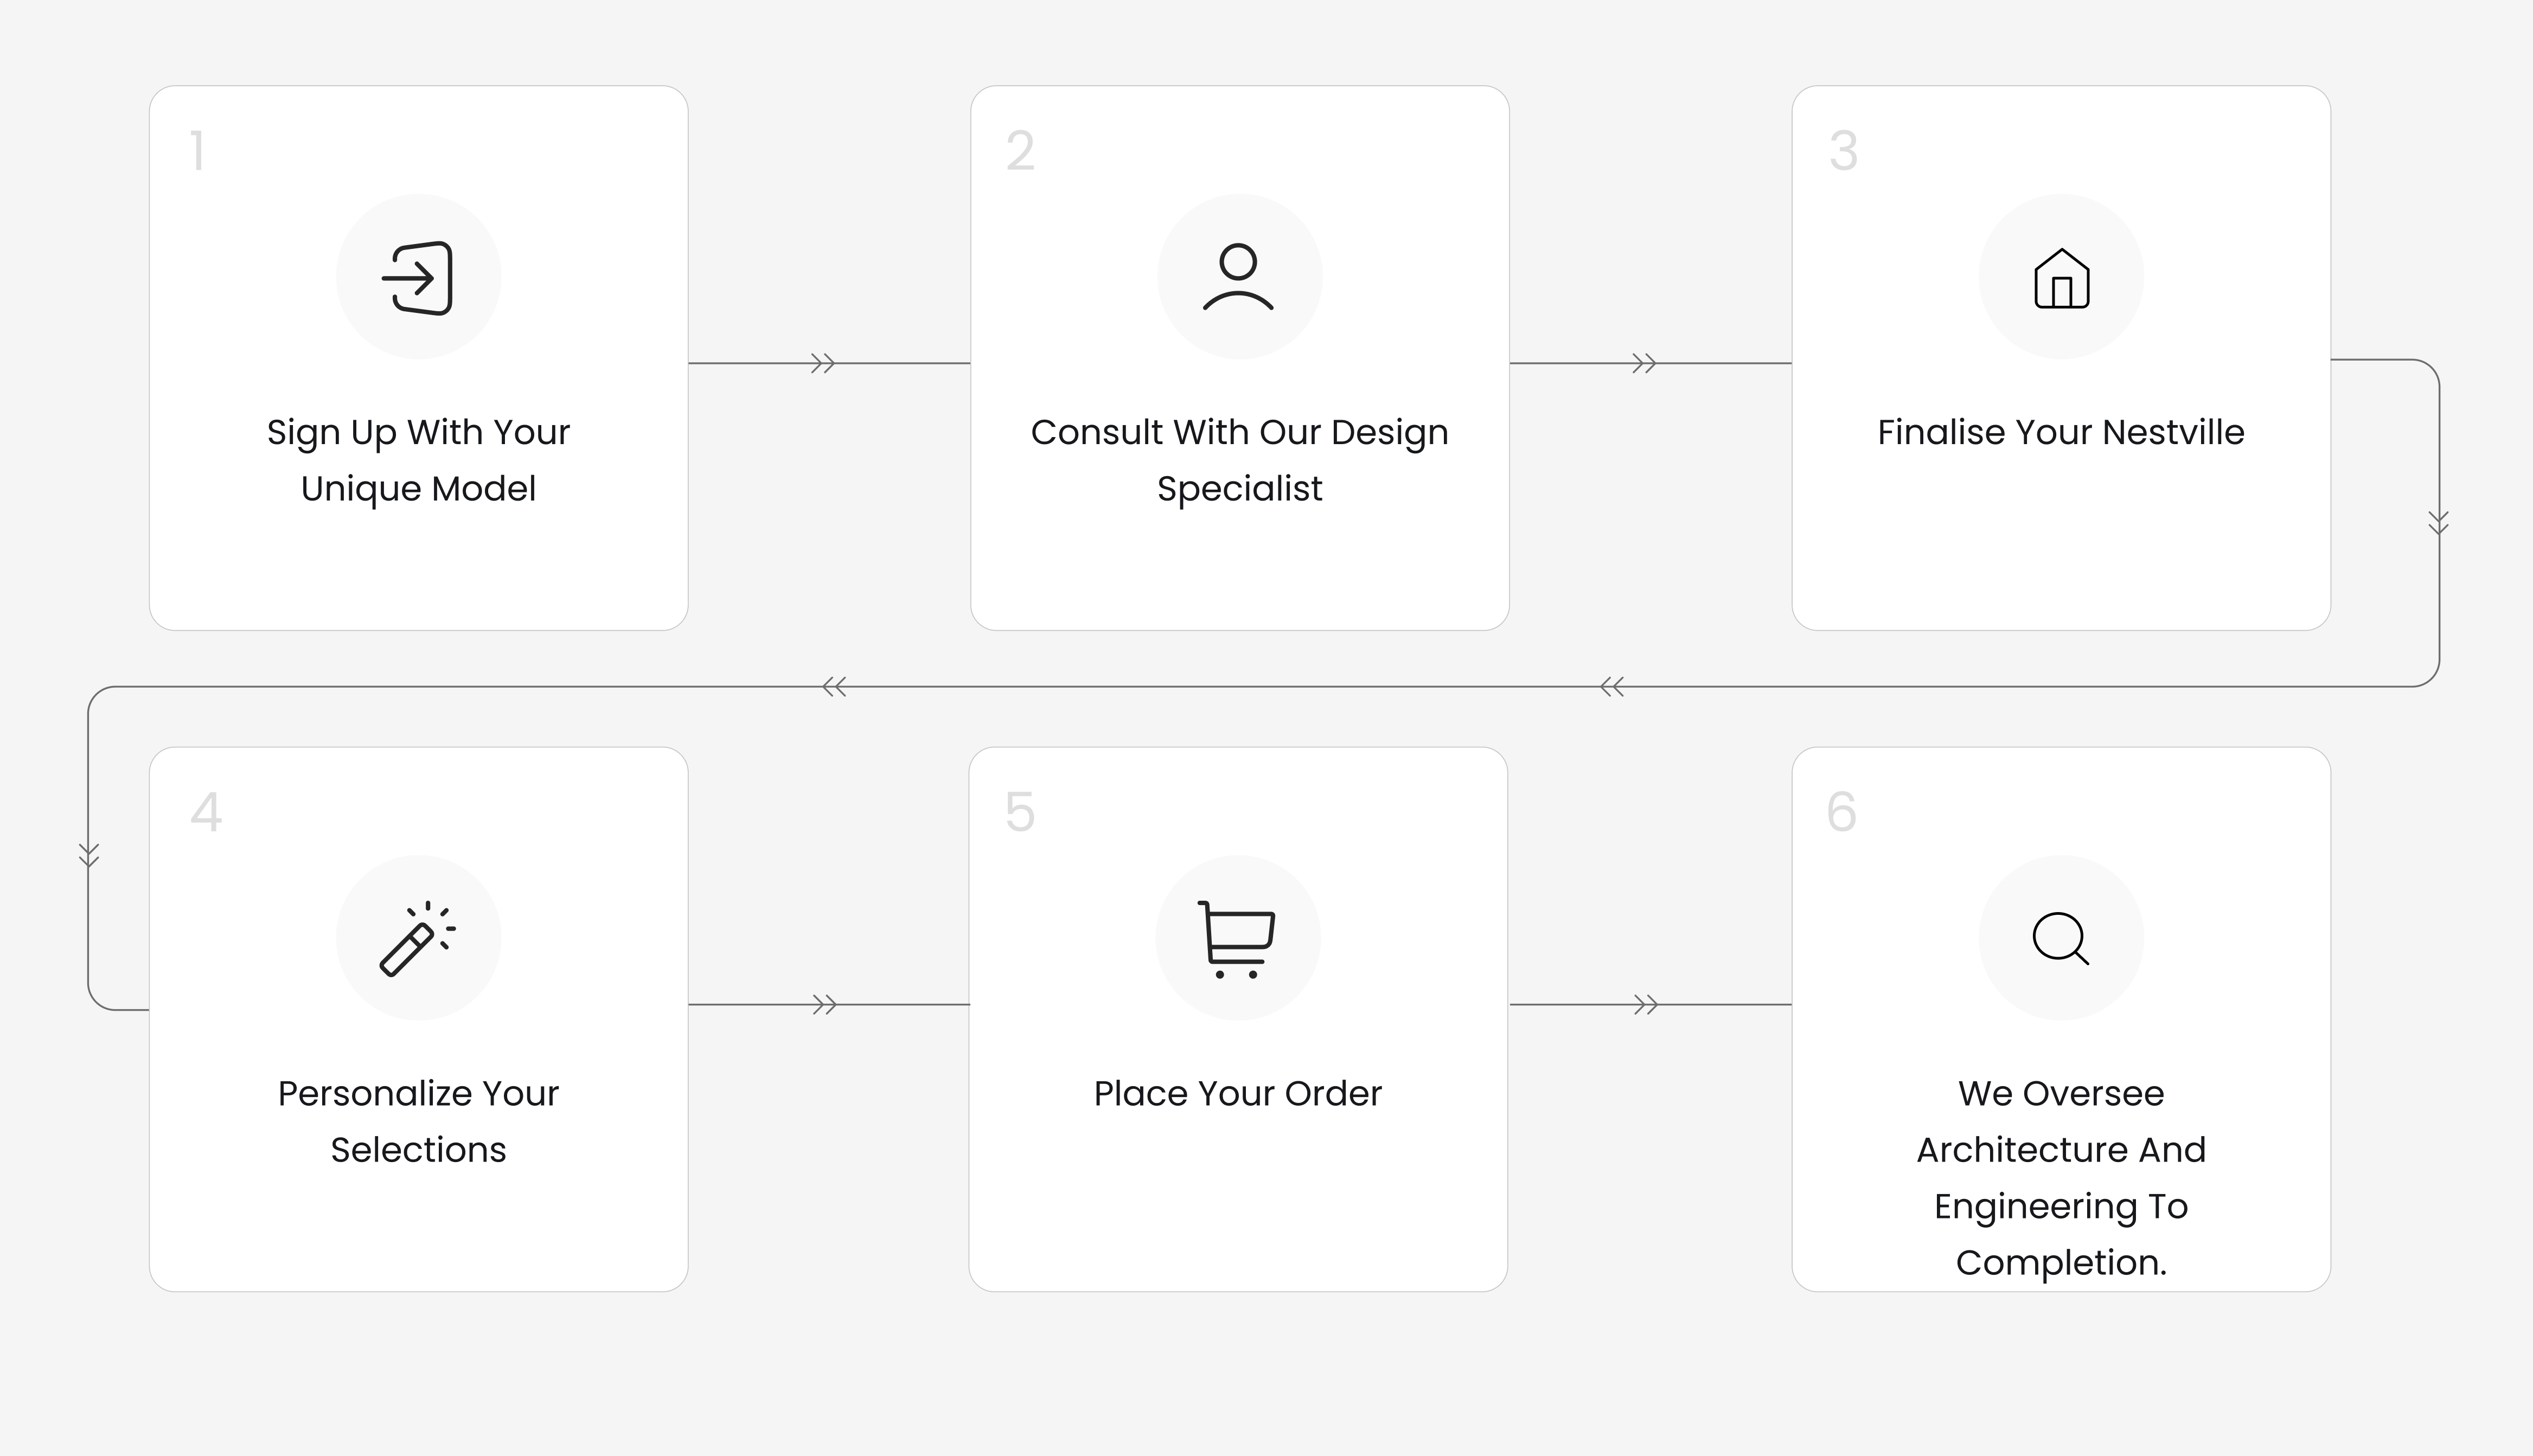 1
Sign Up With Your
Unique Model
2
Consult With Our Design
Specialist
3
Finalise Your Nestville
4
Personalize Your
Selections
5
Place Your Order
6
We Oversee
Architecture And
Engineering To
Completion.